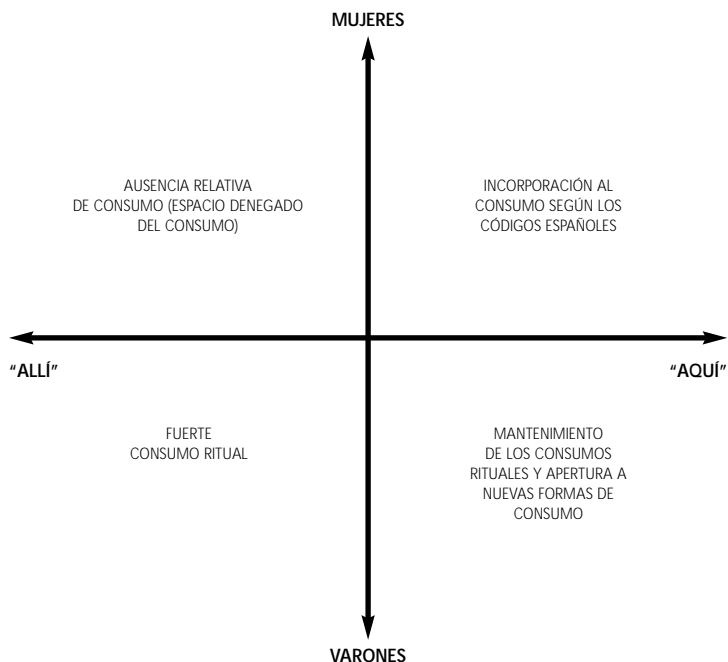 MUJERES
AUSENCIA RELATIVA
DE CONSUMO (ESPACIO DENEGADO
DEL CONSUMO)
INCORPORACIÓN AL
CONSUMO SEGÚN LOS
CÓDIGOS ESPAÑOLES
"ALLÍ"
"AQUÍ"
FUERTE
CONSUMO RITUAL
MANTENIMIENTO
DE LOS CONSUMOS
RITUALES Y APERTURA A
NUEVAS FORMAS DE
CONSUMO
VARONES